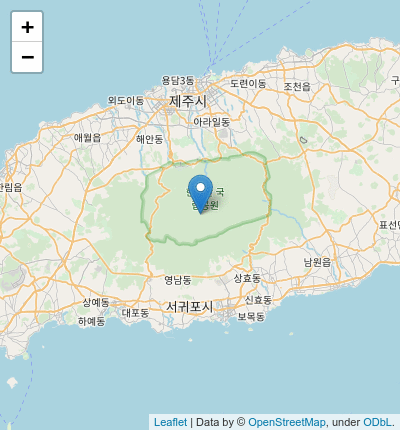 +
−
용담3동
도련이동
제주시
조천읍
외도이동
아라일동
애월읍
해안동
한림읍
국
원
표선면
남원읍
영남동
상효동
상예동
신효동
서귀포시
대포동
하예동
보목동
Leaflet | Data by © OpenStreetMap, under ODbL.